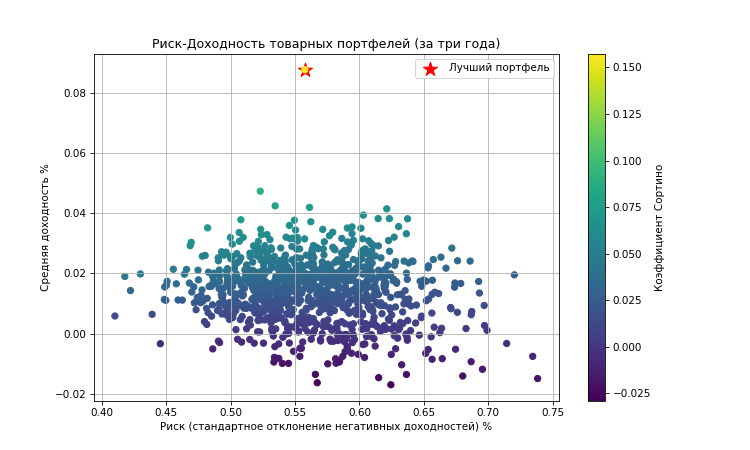 Риск-Доходность товарных портфелей (за три года)
Лучший портфель
Средняя доходность %
0.08
0.06
0.04
0.02
0.00
−0.02
0.40 0.45 0.50 0.55 0.60 0.65 0.70 0.75
Риск (стандартное отклонение негативных доходностей) %
0.150
0.125
0.100
0.075
0.050
0.025
0.000
−0.025
Коэффициент Сортино